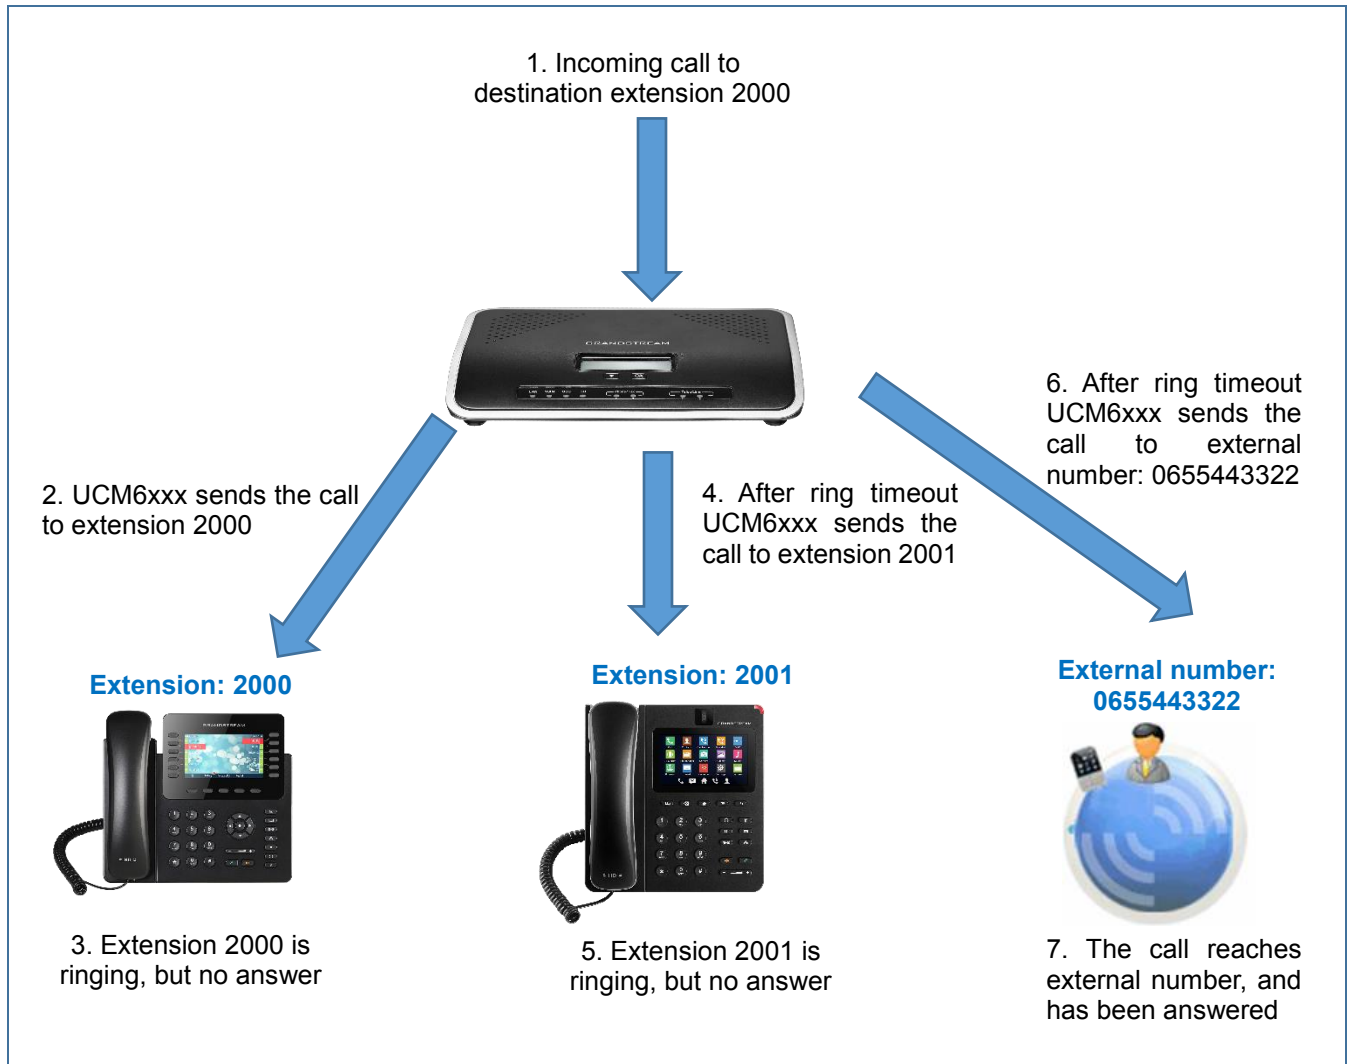 1. Incoming call to
destination extension 2000
GRANDSTREAM
2. UCM6xxx sends the call
to extension 2000
4. After ring timeout
UCM6xxx sends the
call to extension 2001
6. After ring timeout
UCM6xxx sends the
call to external
number: 0655443322
Extension: 2000
Extension: 2001
External number:
0655443322
3. Extension 2000 is
ringing, but no answer
5. Extension 2001 is
ringing, but no answer
7. The call reaches
external number, and
has been answered